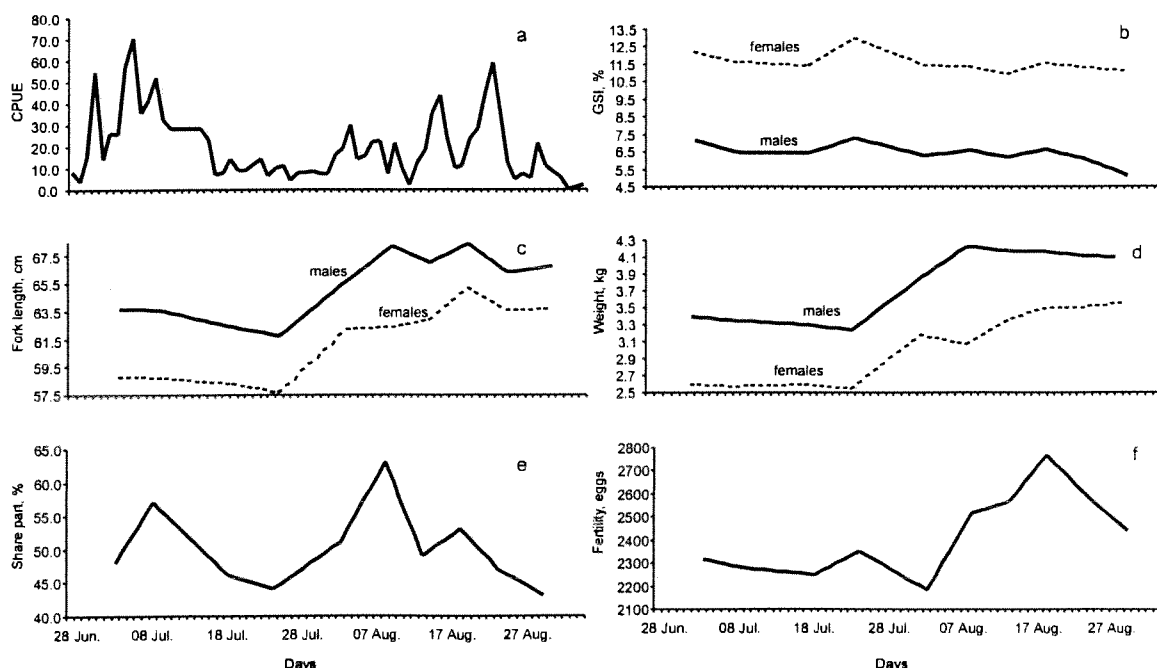 a
CPUE
80.0
70.0
60.0
50.0
40.0
30.0
20.0
10.0
0.0
b
GSI, %
13.5
12.5
11.5
10.5
9.5
8.5
7.5
6.5
5.5
4.5
females
males
c
Fork length, cm
67.5
65.5
63.5
61.5
59.5
57.5
males
females
d
Weight, kg
4.3
4.1
3.9
3.7
3.5
3.3
3.1
2.9
2.7
2.5
males
females
e
Share part, %
65.0
60.0
55.0
50.0
45.0
40.0
28 Jun. 08 Jul. 18 Jul. 28 Jul. 07 Aug. 17 Aug. 27 Aug.
Days
f
Fertility, eggs
2800
2700
2600
2500
2400
2300
2200
2100
28 Jun. 08 Jul. 18 Jul. 28 Jul. 07 Aug. 17 Aug. 27 Aug.
Days